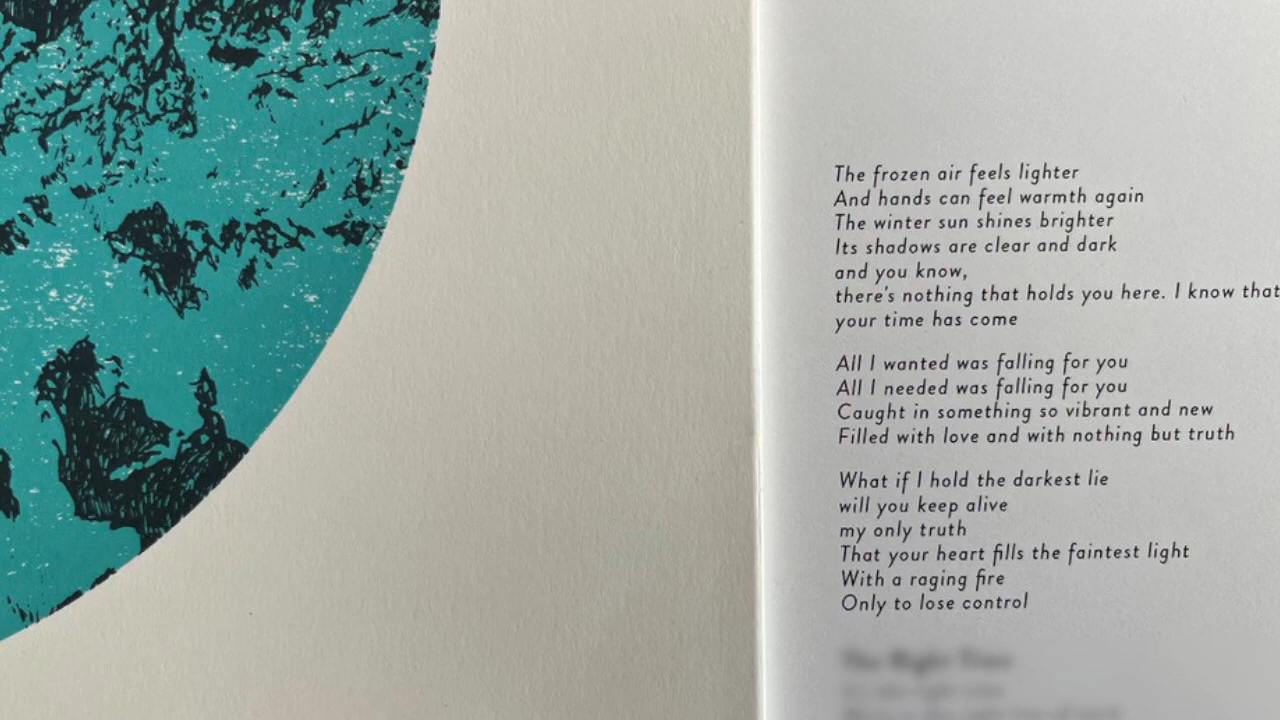 The frozen air feels lighter
And hands can feel warmth again
The winter sun shines brighter
Its shadows are clear and dark
and you know,
there's nothing that holds you here. I know that
your time has come
All I wanted was falling for you
All I needed was falling for you
Caught in something so vibrant and new
Filled with love and with nothing but truth
What if I hold the darkest lie
will you keep alive
my only truth
That your heart fills the faintest light
With a raging fire
Only to lose control
The Right Time